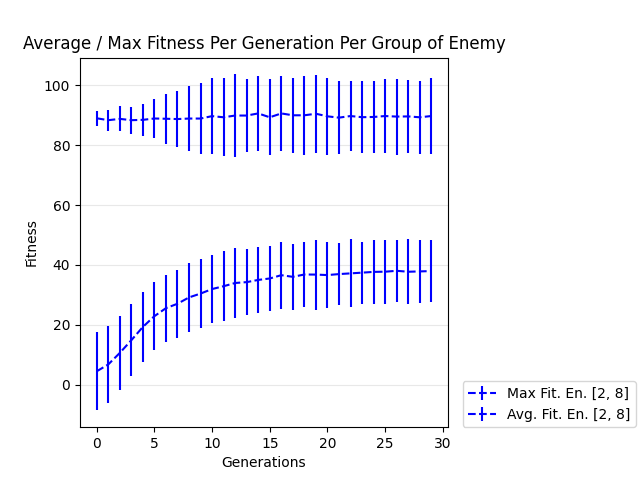 Average / Max Fitness Per Generation Per Group of Enemy
100
80
60
40
20
0
Fitness
0 5 10 15 20 25 30
Generations
Max Fit. En. [2, 8]
Avg. Fit. En. [2, 8]